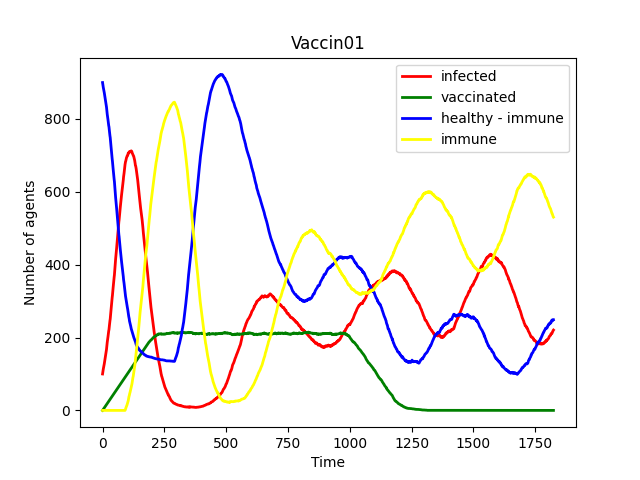 Vaccin01
infected
vaccinated
healthy - immune
immune
Number of agents
800
600
400
200
0
0
250
500
750
1000
1250
1500
1750
Time